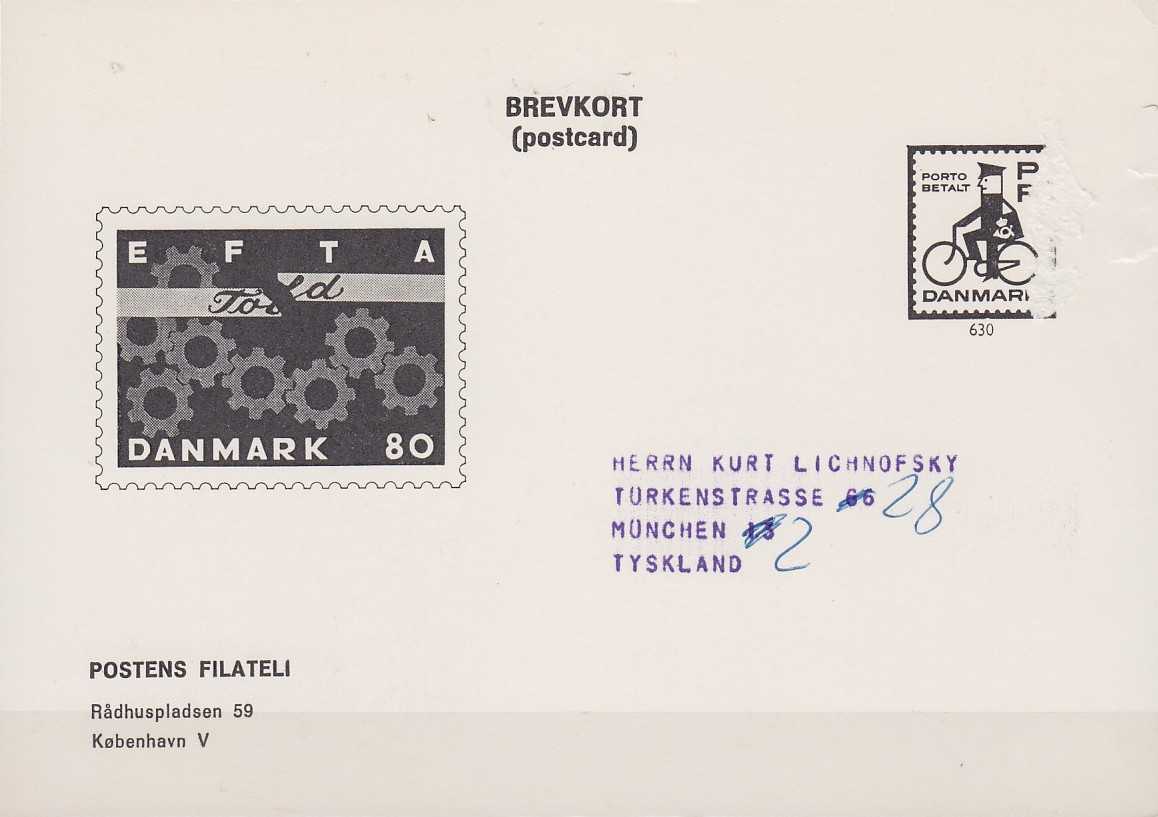 BREVKORT
(postcard)
PORTO
BETALT
P
F
DANMAR
630
E F T A
Told
DANMARK 80
HERRN KURT LICHNOFSKY
TÜRKENSTRASSE 66 28
MÜNCHEN 13 2
TYSKLAND
POSTENS FILATELI
Rådhuspladsen 59
København V